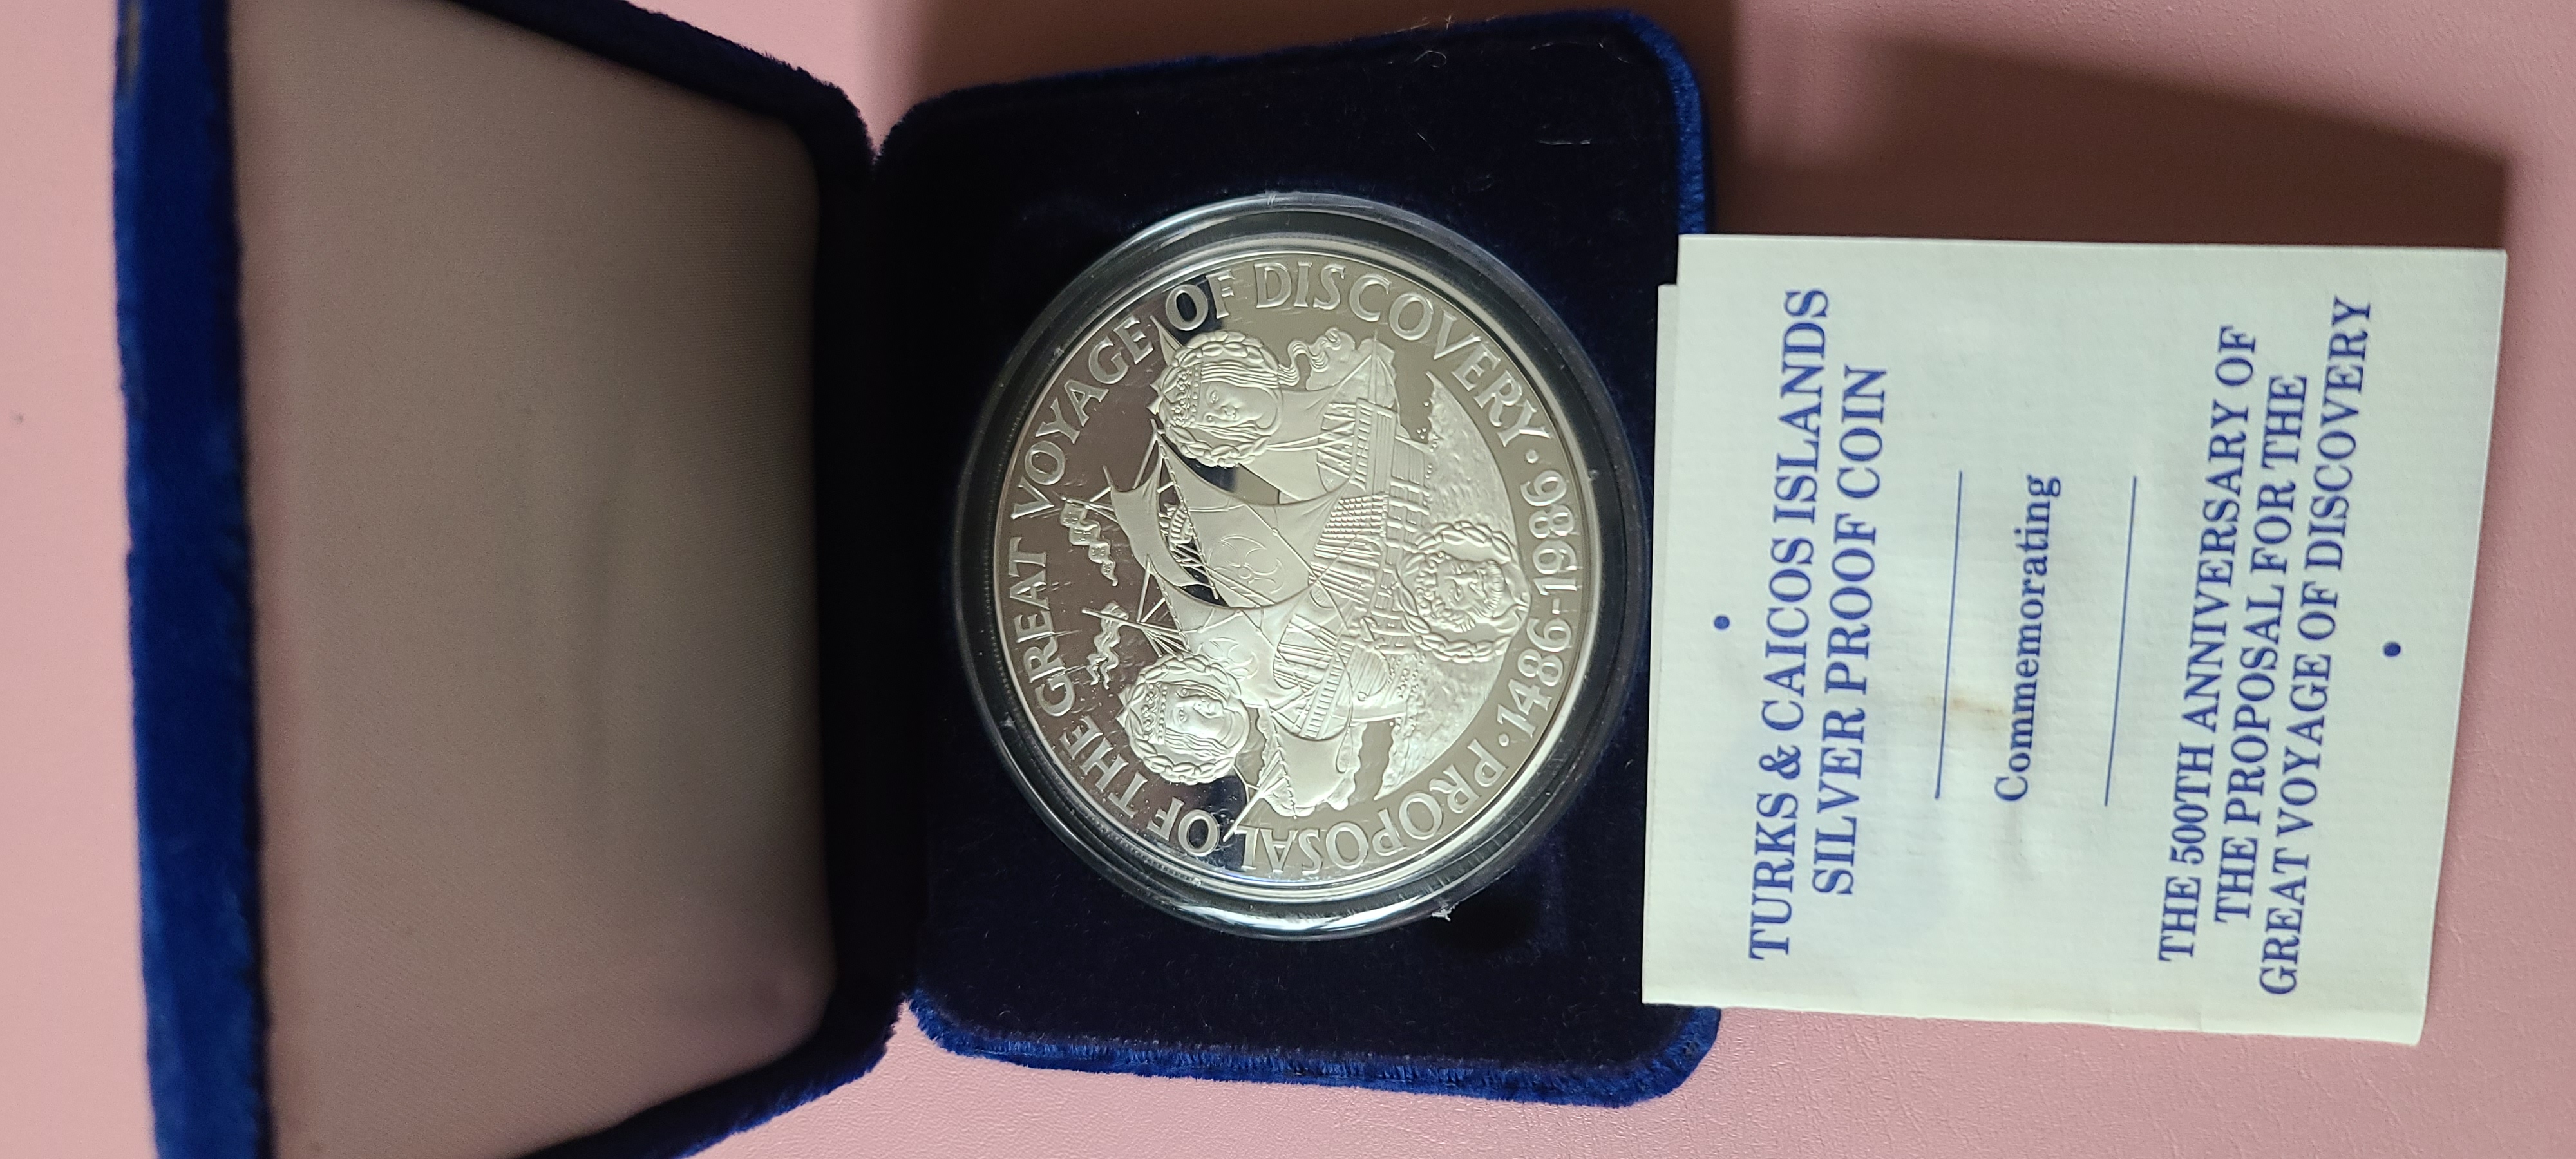 PROPOSAL OF THE GREAT VOYAGE OF DISCOVERY · 1486-1986 ·
TURKS & CAICOS ISLANDS
SILVER PROOF COIN
Commemorating
THE 500TH ANNIVERSARY OF
THE PROPOSAL FOR THE
GREAT VOYAGE OF DISCOVERY